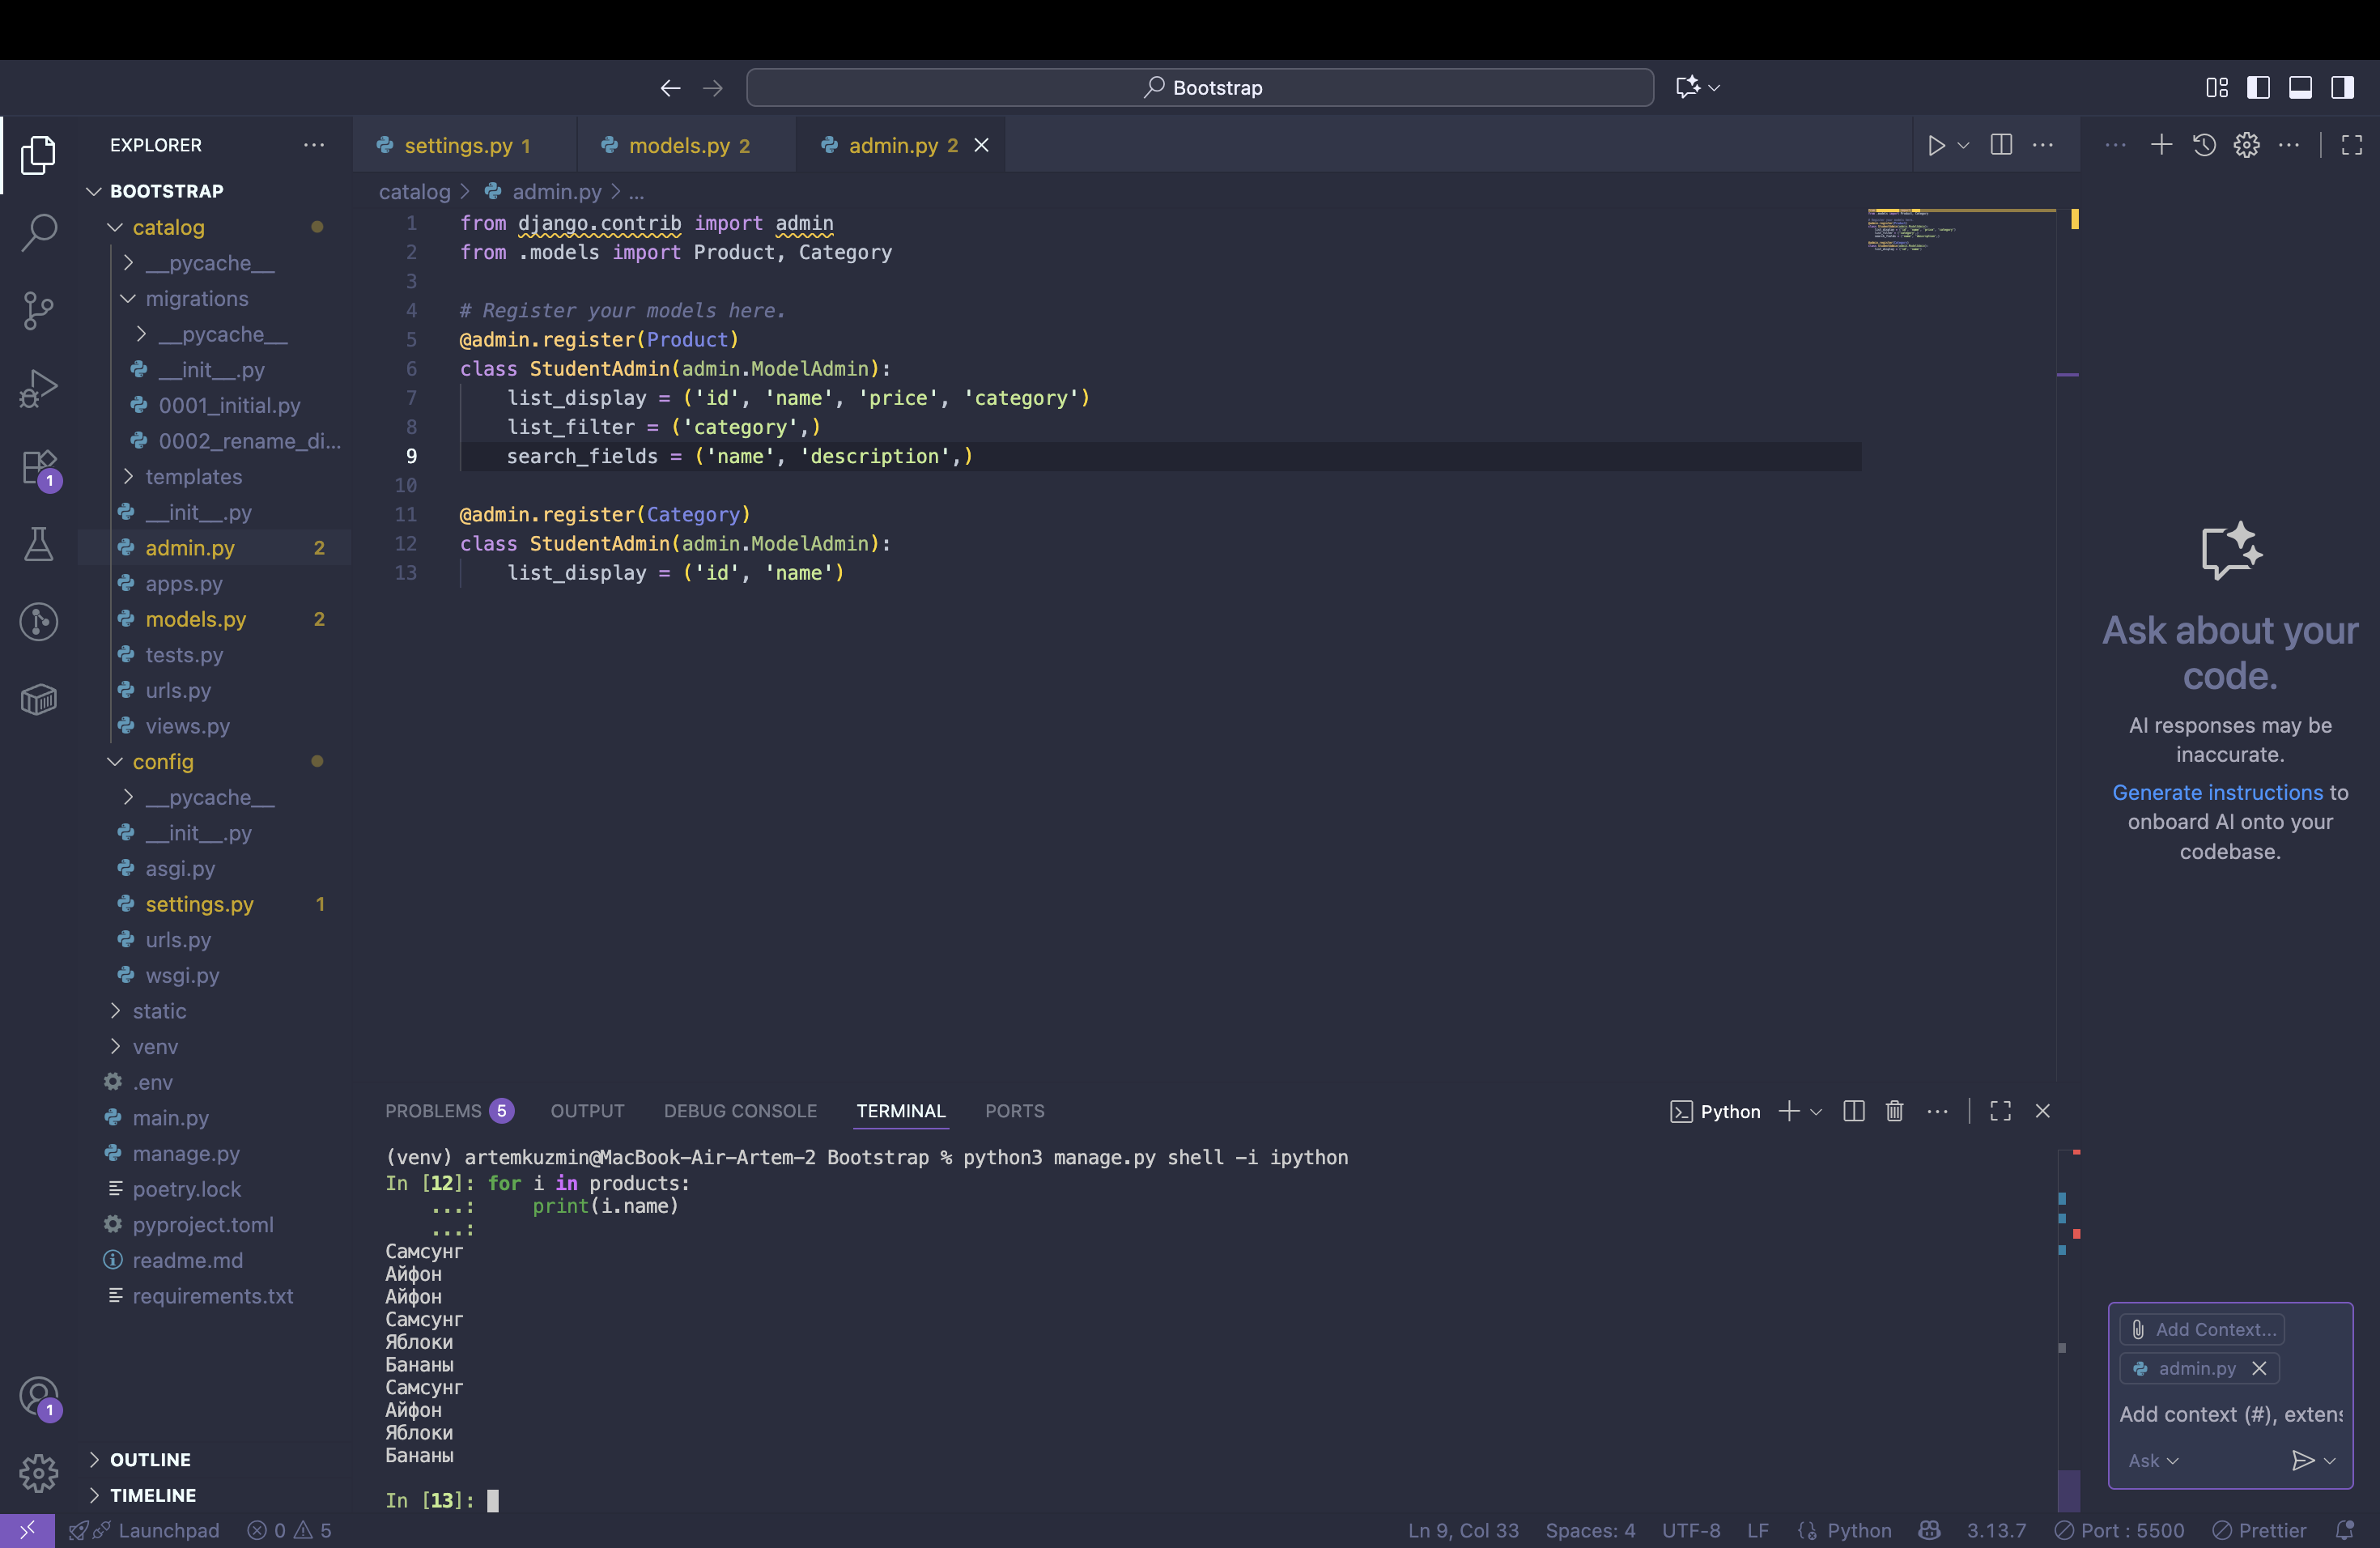 Bootstrap
EXPLORER
BOOTSTRAP
catalog
__pycache__
migrations
__pycache__
__init__.py
0001_initial.py
0002_rename_di...
templates
__init__.py
admin.py 2
apps.py
models.py 2
tests.py
urls.py
views.py
config
__pycache__
__init__.py
asgi.py
settings.py 1
urls.py
wsgi.py
static
venv
.env
main.py
manage.py
poetry.lock
pyproject.toml
readme.md
requirements.txt
OUTLINE
TIMELINE
1
1
settings.py 1
models.py 2
admin.py 2
catalog > admin.py > ...
1 from django.contrib import admin
2 from .models import Product, Category
3
4 # Register your models here.
5 @admin.register(Product)
6 class StudentAdmin(admin.ModelAdmin):
7     list_display = ('id', 'name', 'price', 'category')
8     list_filter = ('category',)
9     search_fields = ('name', 'description',)
10
11 @admin.register(Category)
12 class StudentAdmin(admin.ModelAdmin):
13     list_display = ('id', 'name')
PROBLEMS 5 OUTPUT DEBUG CONSOLE TERMINAL PORTS
Python
(venv) artemkuzmin@MacBook-Air-Artem-2 Bootstrap % python3 manage.py shell -i ipython
In [12]: for i in products:
    ...:     print(i.name)
    ...:
Самсунг
Айфон
Айфон
Самсунг
Яблоки
Бананы
Самсунг
Айфон
Яблоки
Бананы
In [13]:
Ask about your
code.
AI responses may be
inaccurate.
Generate instructions to
onboard AI onto your
codebase.
Add Context...
admin.py
Add context (#), extens
Ask
Launchpad 0 5
Ln 9, Col 33 Spaces: 4 UTF-8 LF Python 3.13.7 Port : 5500 Prettier